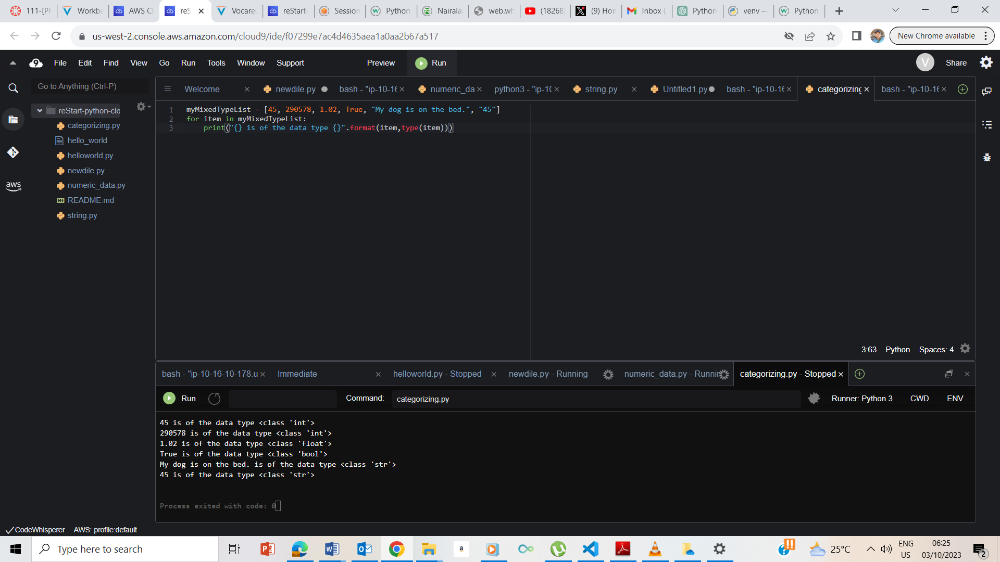 111-[PF
Workbe
AWS Cl
reS
Vocareu
reStart-
Session
Python
Nairala
web.wh
(18268
(9) Hon
Inbox (
Python
venv —
Python
us-west-2.console.aws.amazon.com/cloud9/ide/f07299e7ac4d4635aea1a0aa2b67a517
New Chrome available
File Edit Find View Go Run Tools Window Support Preview Run
V Share
Go to Anything (Ctrl-P)
Welcome newdile.py bash - "ip-10-16 numeric_da python3 - "ip-10 string.py Untitled1.py bash - "ip-10-16 categorizing bash - "ip-10-16
reStart-python-clo
categorizing.py
hello_world
helloworld.py
newdile.py
numeric_data.py
README.md
string.py
aws
1 myMixedTypeList = [45, 290578, 1.02, True, "My dog is on the bed.", "45"]
2 for item in myMixedTypeList:
3 print("{} is of the data type {}".format(item,type(item)))
3:63 Python Spaces: 4
bash - "ip-10-16-10-178.u Immediate helloworld.py - Stopped newdile.py - Running numeric_data.py - Runnin categorizing.py - Stopped
Run Command: categorizing.py Runner: Python 3 CWD ENV
45 is of the data type <class 'int'>
290578 is of the data type <class 'int'>
1.02 is of the data type <class 'float'>
True is of the data type <class 'bool'>
My dog is on the bed. is of the data type <class 'str'>
45 is of the data type <class 'str'>
Process exited with code: 0
CodeWhisperer AWS: profile:default
Type here to search
a
25°C
ENG
US
06:25
03/10/2023
2